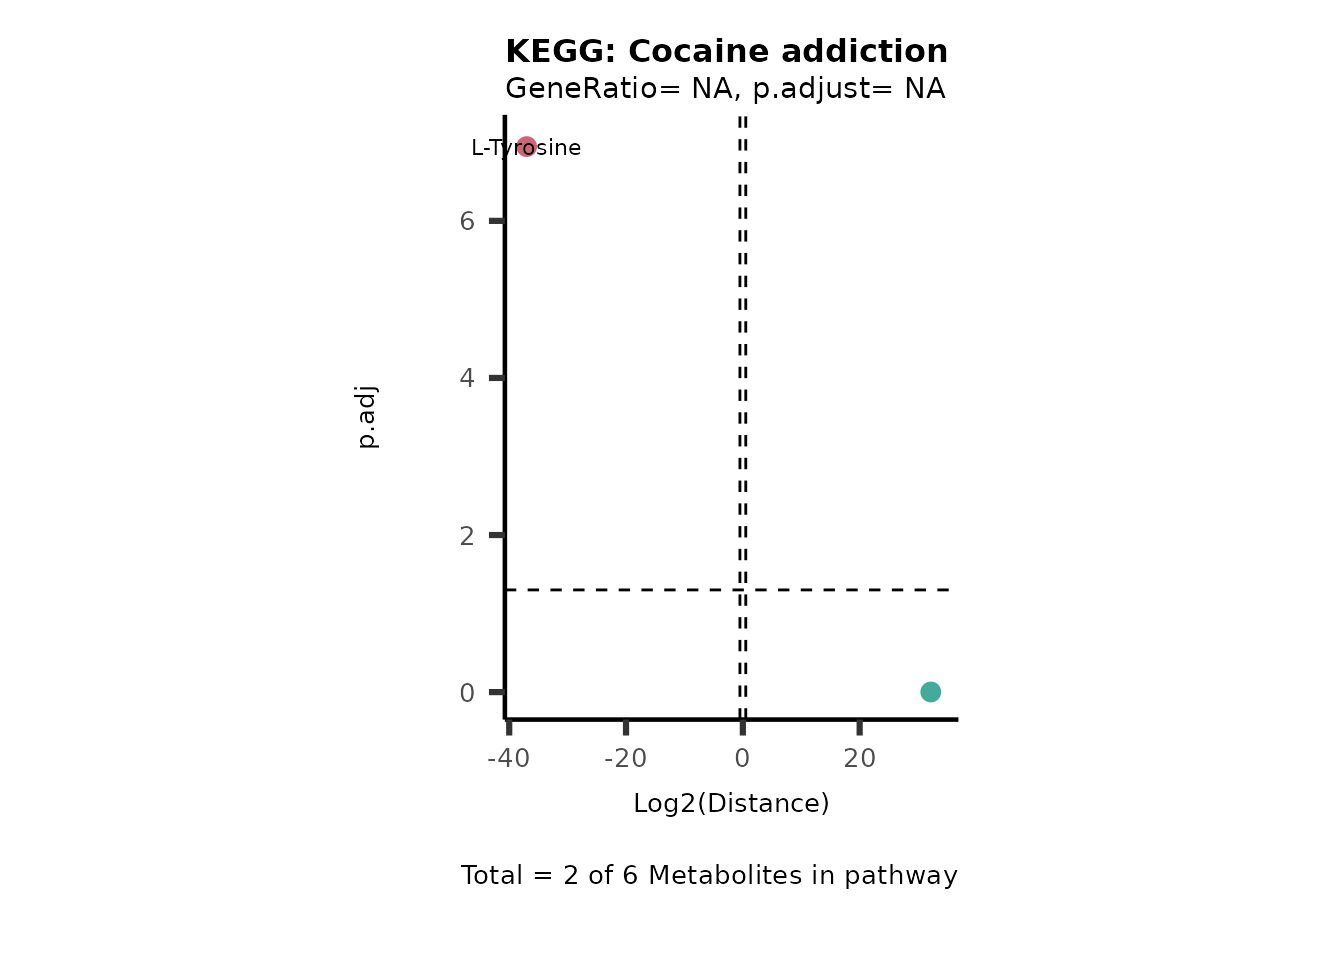 KEGG: Cocaine addiction
GeneRatio= NA, p.adjust= NA
L-Tyrosine
6
4
2
0
p.adj
-40
-20
0
20
Log2(Distance)
Total = 2 of 6 Metabolites in pathway